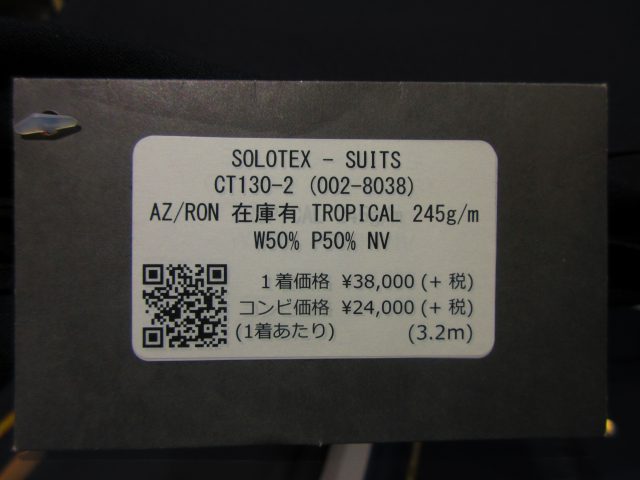 SOLOTEX - SUITS
CT130-2 (002-8038)
AZ/RON 在庫有 TROPICAL 245g/m
W50% P50% NV
1着価格 ¥38,000 (+ 税)
コンビ価格 ¥24,000 (+ 税)
(1着あたり) (3.2m)